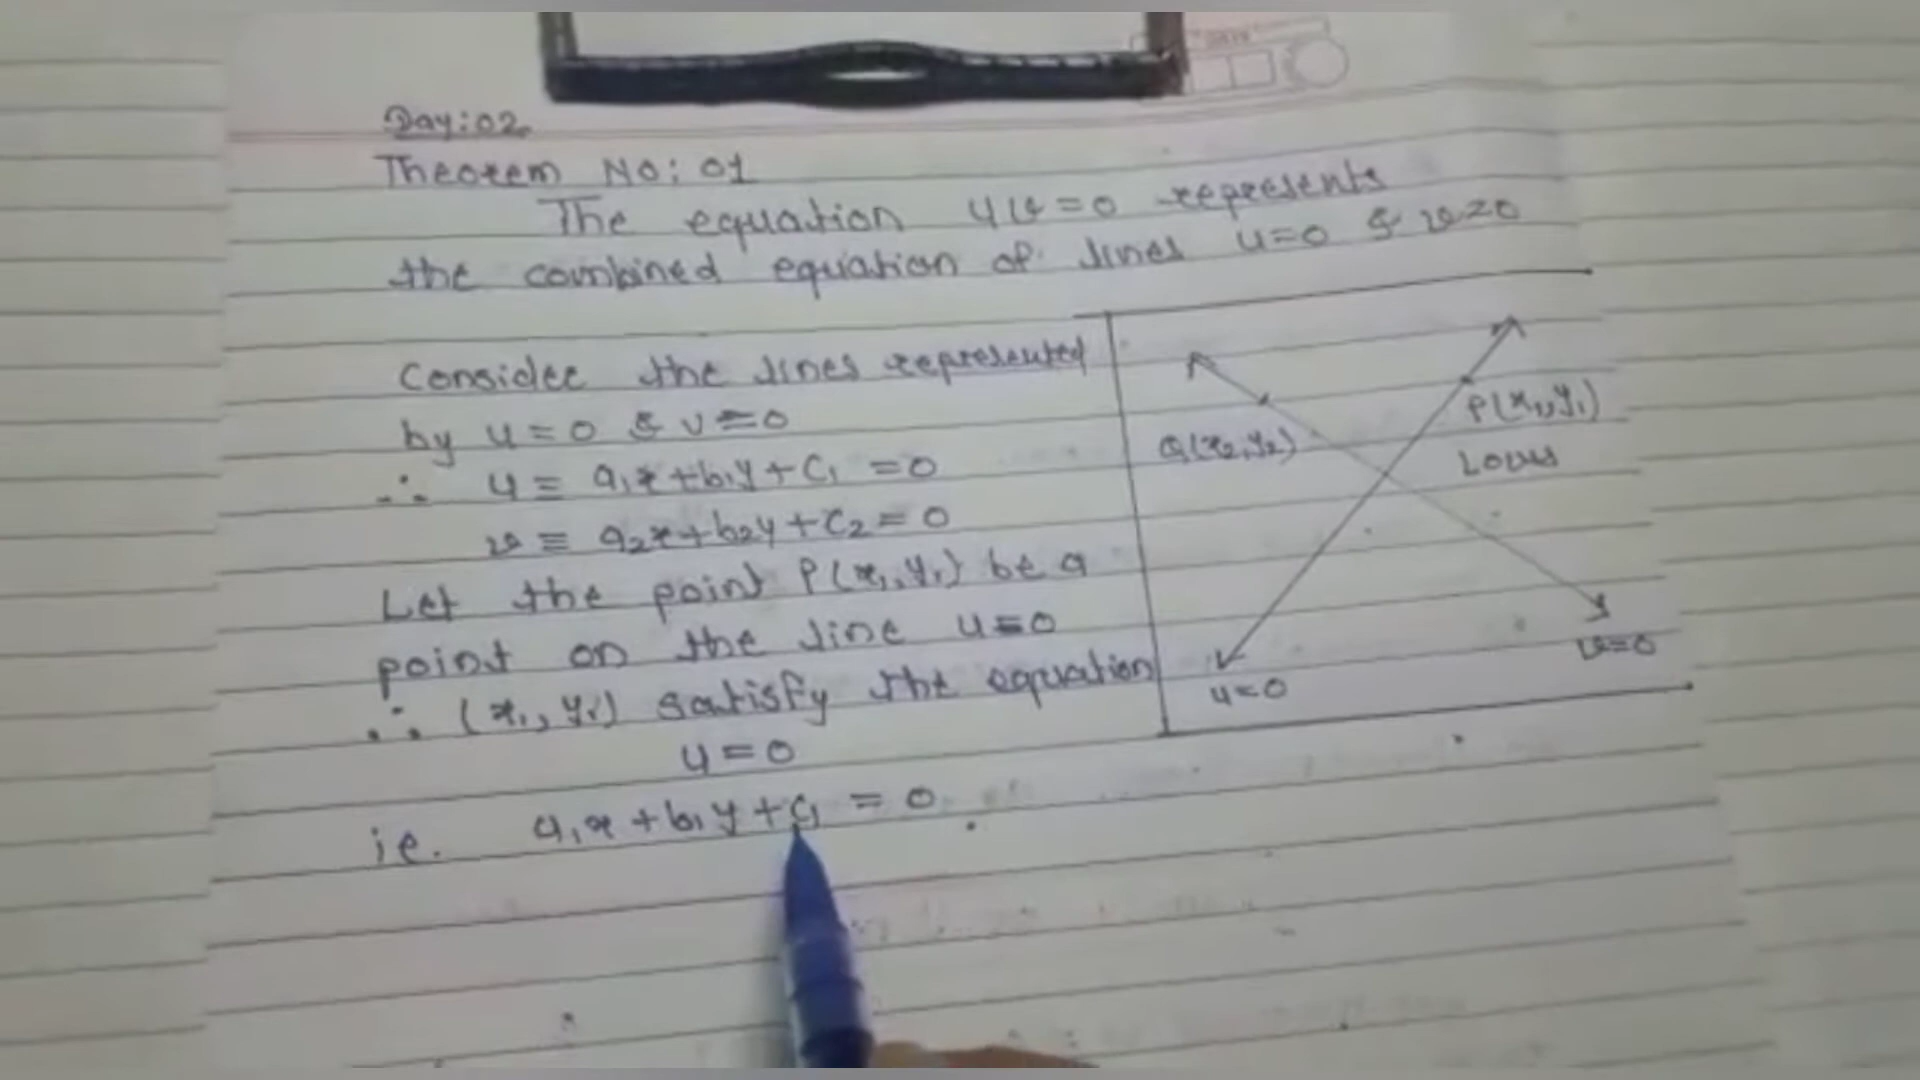 Day:02
Theorem No: 01
The equation uv=0 represents
the combined equation of lines u=0 & v=0
Consider the lines represented
by u=0 & v=0
∴ u ≡ a₁x+b₁y+c₁ =0
v ≡ a₂x+b₂y+c₂=0
Let the point P(x₁,y₁) be a
point on the line u=0
∴ (x₁,y₁) satisfy the equation
u=0
ie. a₁x+b₁y+c₁ = 0
P(x₁,y₁)
Q(x₂,y₂)
Locus
v=0
u=0